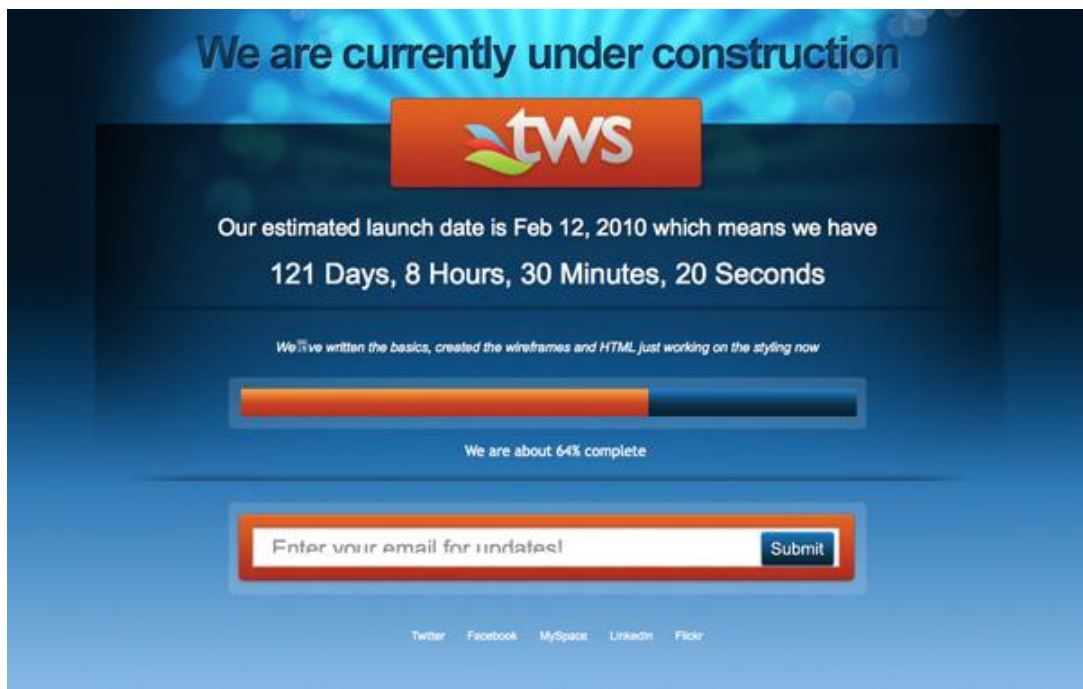 We are currently under construction
tws
Our estimated launch date is Feb 12, 2010 which means we have
121 Days, 8 Hours, 30 Minutes, 20 Seconds
We ve written the basics, created the wireframes and HTML just working on the styling now
We are about 64% complete
Enter your email for updates! Submit
Twitter Facebook MySpace LinkedIn Flickr